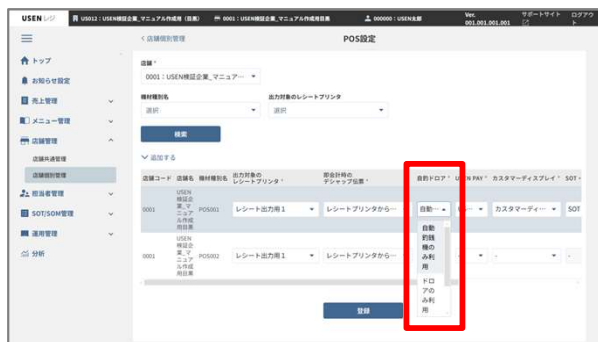 USEN レジ
US012：USEN検証企業_マニュアル作成用（目黒）
0001：USEN検証企業_マニュアル作成用目黒
000000：USEN太郎
Ver.
001.001.001.001
サポートサイト
ログアウト
トップ
お知らせ設定
売上管理
メニュー管理
店舗管理
店舗共通管理
店舗個別管理
担当者管理
SOT/SOM管理
運用管理
分析
< 店舗個別管理
POS設定
店舗 *
0001：USEN検証企業_マニュア…
機材種別名
出力対象のレシートプリンタ
選択
選択
検索
追加する
店舗コード
店舗名
機材種別名
出力対象の
レシートプリンタ *
即会計時の
デシャップ伝票 *
自釣ドロア *
USEN PAY *
カスタマーディスプレイ *
SOT
0001
USEN
検証企
業_マ
ニュア
ル作成
用目黒
POS001
レシート出力用1
レシートプリンタから…
自動…
US…
カスタマーディ…
SOT
0001
USEN
検証企
業_マ
ニュア
ル作成
用目黒
POS002
レシート出力用1
レシートプリンタから…
-
-
-
自動
釣銭
機の
み利
用
ドロ
アの
み利
用
登録